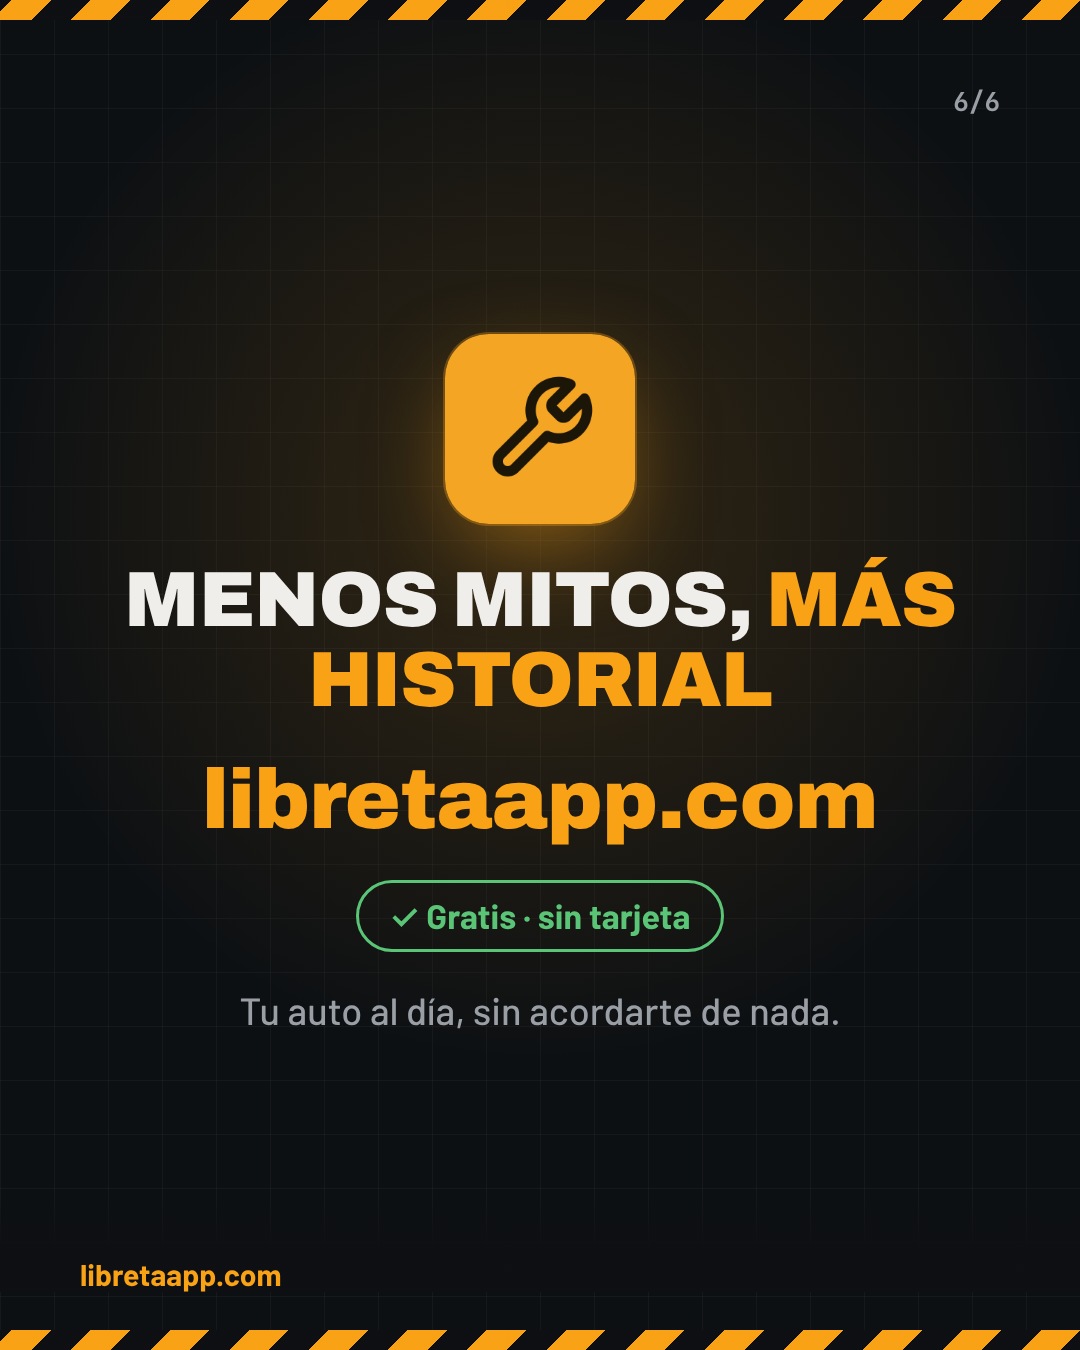 6/6
MENOS MITOS, MÁS
HISTORIAL
libretaapp.com
✓ Gratis · sin tarjeta
Tu auto al día, sin acordarte de nada.
libretaapp.com